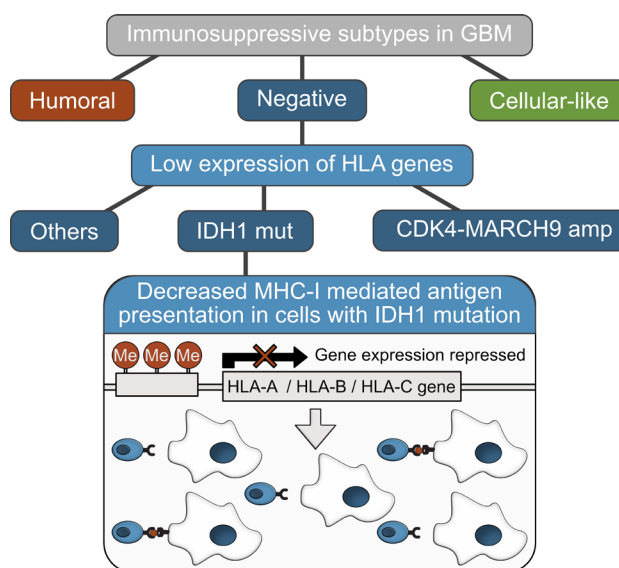 Immunosuppressive subtypes in GBM
Humoral
Negative
Cellular-like
Low expression of HLA genes
Others
IDH1 mut
CDK4-MARCH9 amp
Decreased MHC-I mediated antigen
presentation in cells with IDH1 mutation
Me Me Me
Gene expression repressed
HLA-A / HLA-B / HLA-C gene